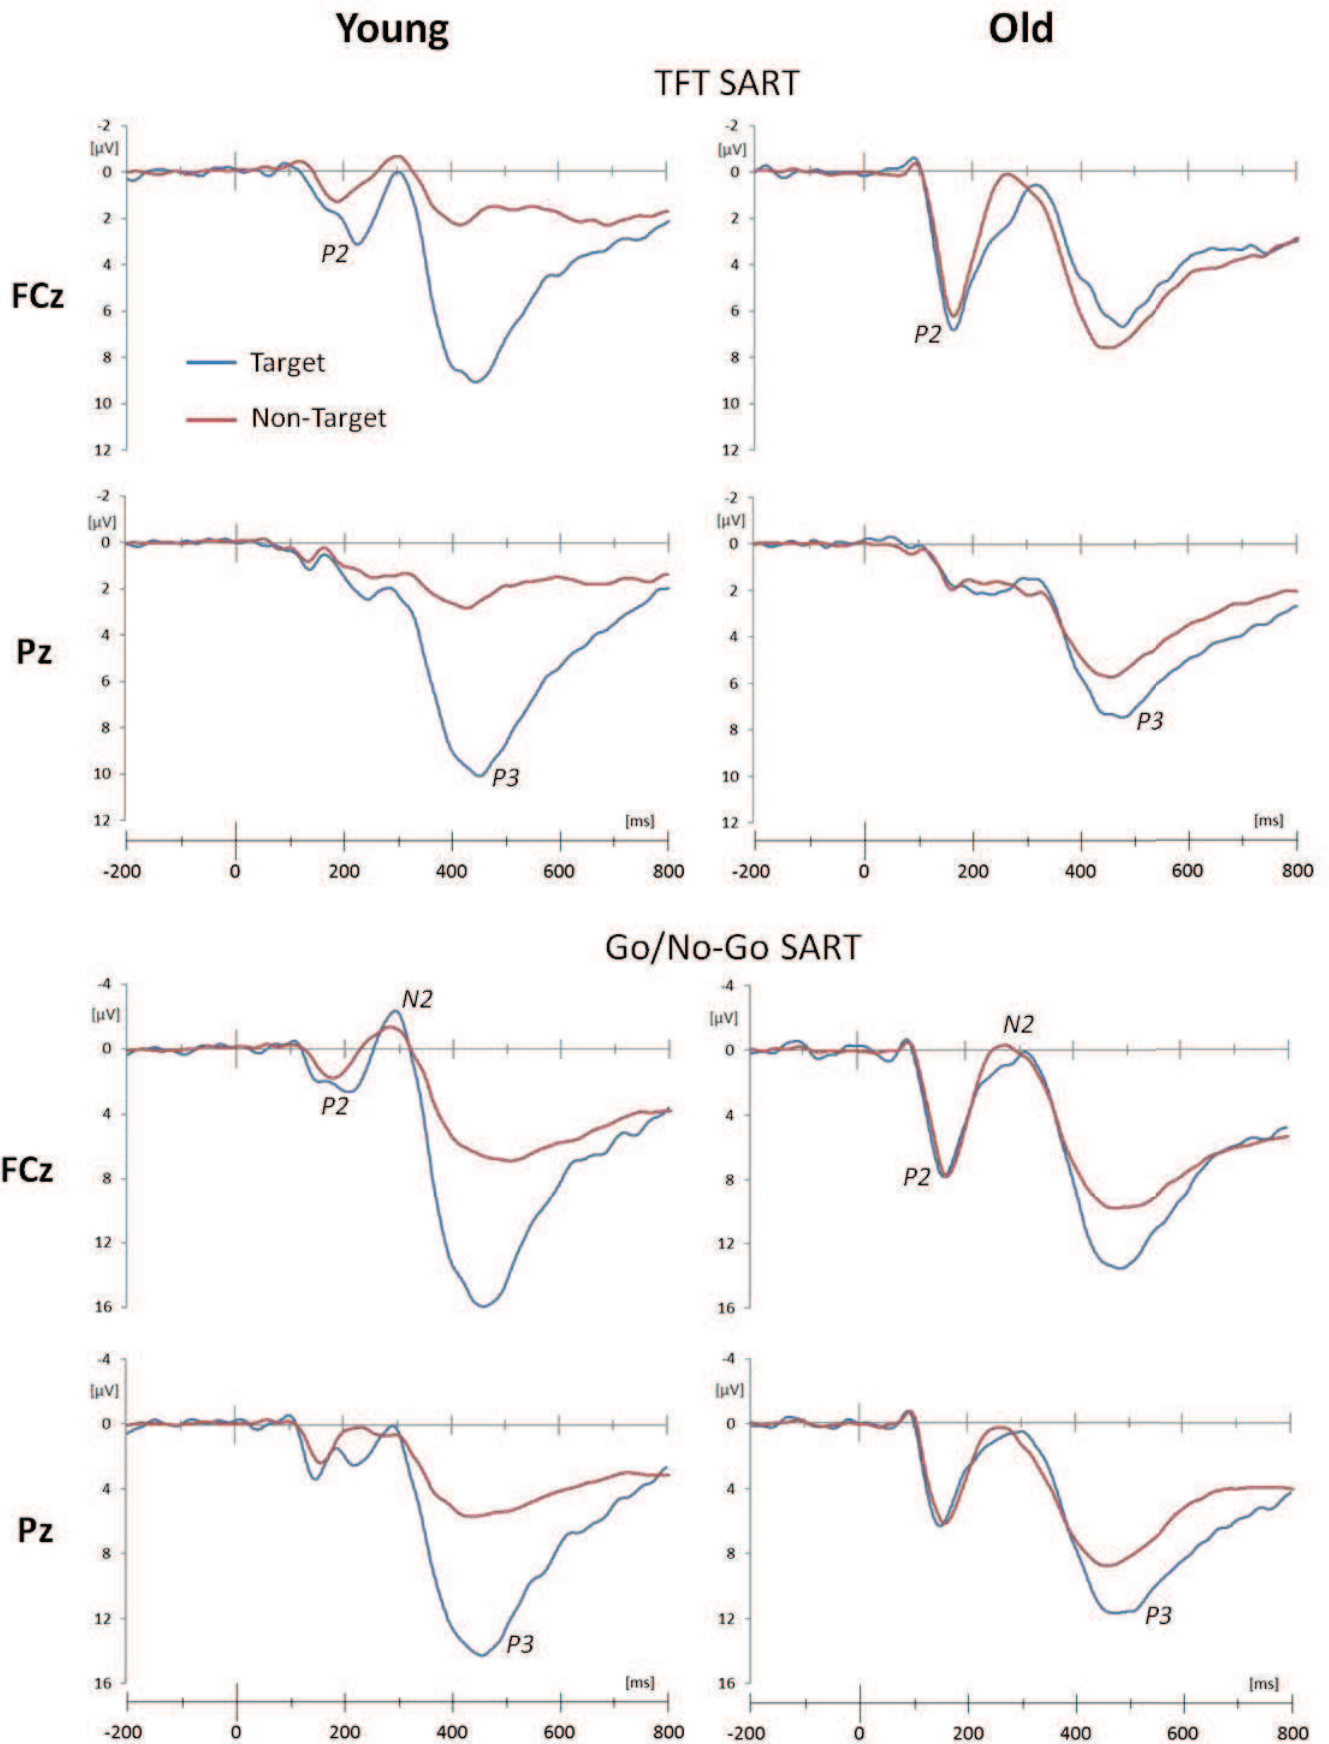 Young Old
TFT SART
-2 -2
[µV] [µV]
0 0
2 2
P2
4 4
FCz
6 6
P2
Target
8 8
10 10
Non-Target
12 12
-2 -2
[µV] [µV]
0 0
2 2
4 4
Pz
6 6
P3
8 8
10 P3 10
12 [ms] 12 [ms]
-200 0 200 400 600 800 -200 0 200 400 600 800
Go/No-Go SART
-4 N2 -4
[µV] [µV] N2
0 0
P2
4 4
FCz
8 P2 8
12 12
16 16
-4 -4
[µV] [µV]
0 0
4 4
Pz
8 8
12 12 P3
P3
16 [ms] 16 [ms]
-200 0 200 400 600 800 -200 0 200 400 600 800